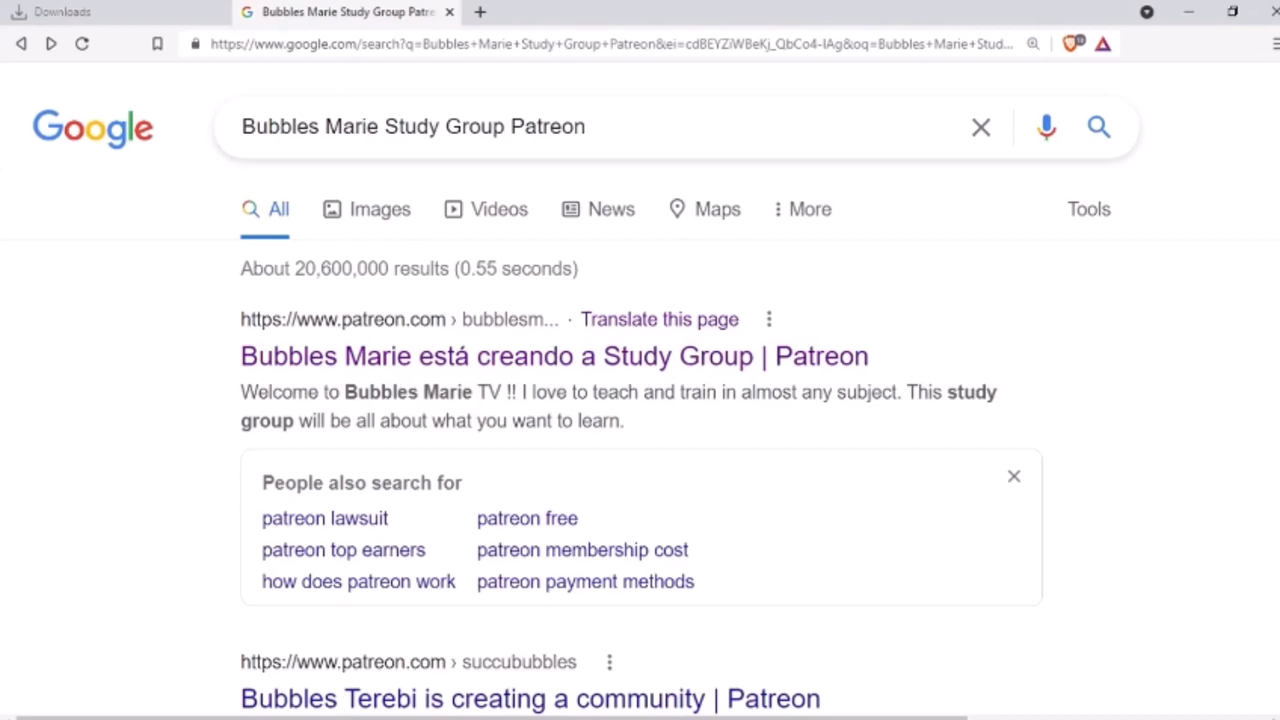 Downloads
Bubbles Marie Study Group Patre
https://www.google.com/search?q=Bubbles+Marie+Study+Group+Patreon&ei=cdBEYZiWBeKj_QbCo4-IAg&oq=Bubbles+Marie+Stud...
Google
Bubbles Marie Study Group Patreon
All Images Videos News Maps More Tools
About 20,600,000 results (0.55 seconds)
https://www.patreon.com › bubblesm... · Translate this page
Bubbles Marie está creando a Study Group | Patreon
Welcome to Bubbles Marie TV !! I love to teach and train in almost any subject. This study
group will be all about what you want to learn.
People also search for
patreon lawsuit patreon free
patreon top earners patreon membership cost
how does patreon work patreon payment methods
https://www.patreon.com › succububbles
Bubbles Terebi is creating a community | Patreon